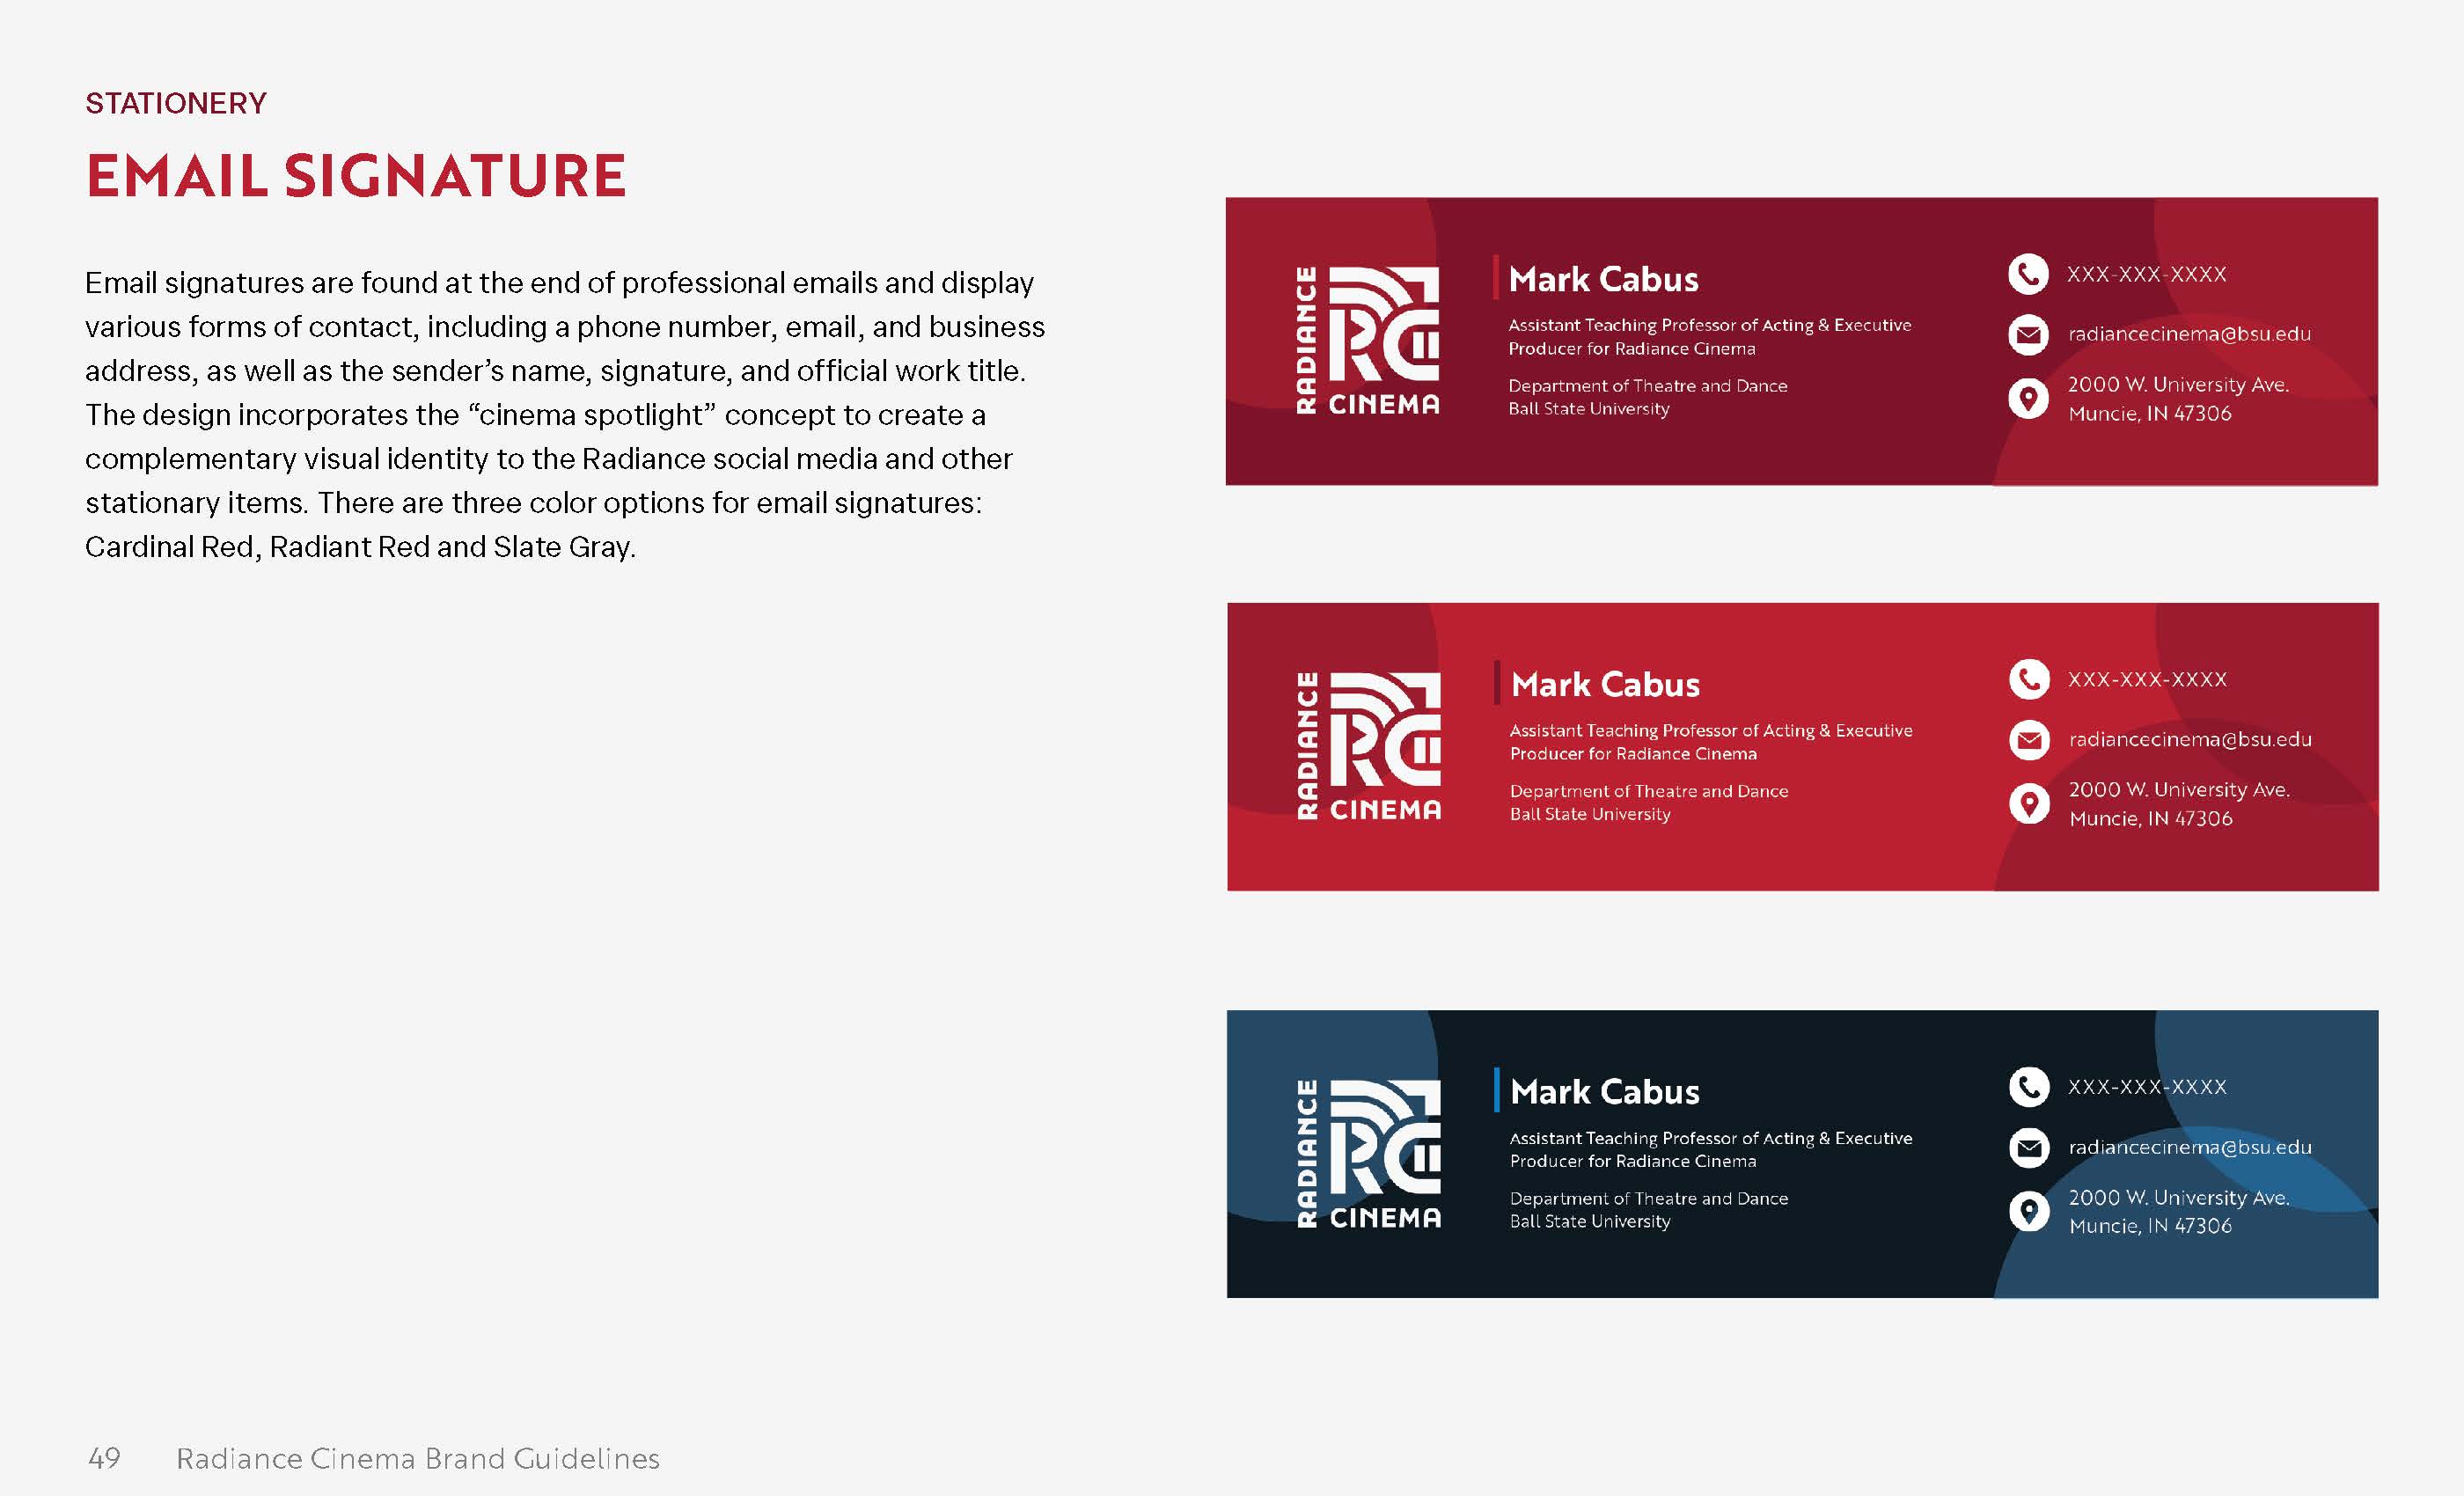 STATIONERY
EMAIL SIGNATURE
Email signatures are found at the end of professional emails and display
various forms of contact, including a phone number, email, and business
address, as well as the sender’s name, signature, and official work title.
The design incorporates the “cinema spotlight” concept to create a
complementary visual identity to the Radiance social media and other
stationary items. There are three color options for email signatures:
Cardinal Red, Radiant Red and Slate Gray.
RADIANCE
RC
CINEMA
Mark Cabus
Assistant Teaching Professor of Acting & Executive
Producer for Radiance Cinema
Department of Theatre and Dance
Ball State University
XXX-XXX-XXXX
radiancecinema@bsu.edu
2000 W. University Ave.
Muncie, IN 47306
RADIANCE
RC
CINEMA
Mark Cabus
Assistant Teaching Professor of Acting & Executive
Producer for Radiance Cinema
Department of Theatre and Dance
Ball State University
XXX-XXX-XXXX
radiancecinema@bsu.edu
2000 W. University Ave.
Muncie, IN 47306
RADIANCE
RC
CINEMA
Mark Cabus
Assistant Teaching Professor of Acting & Executive
Producer for Radiance Cinema
Department of Theatre and Dance
Ball State University
XXX-XXX-XXXX
radiancecinema@bsu.edu
2000 W. University Ave.
Muncie, IN 47306
49 Radiance Cinema Brand Guidelines